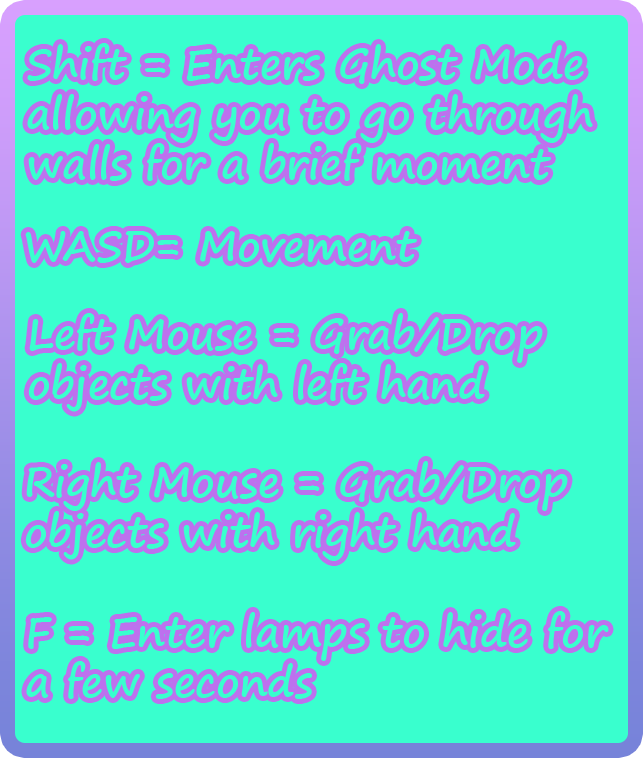 Shift = Enters Ghost Mode
allowing you to go through
walls for a brief moment
WASD= Movement
Left Mouse = Grab/Drop
objects with left hand
Right Mouse = Grab/Drop
objects with right hand
F = Enter lamps to hide for
a few seconds